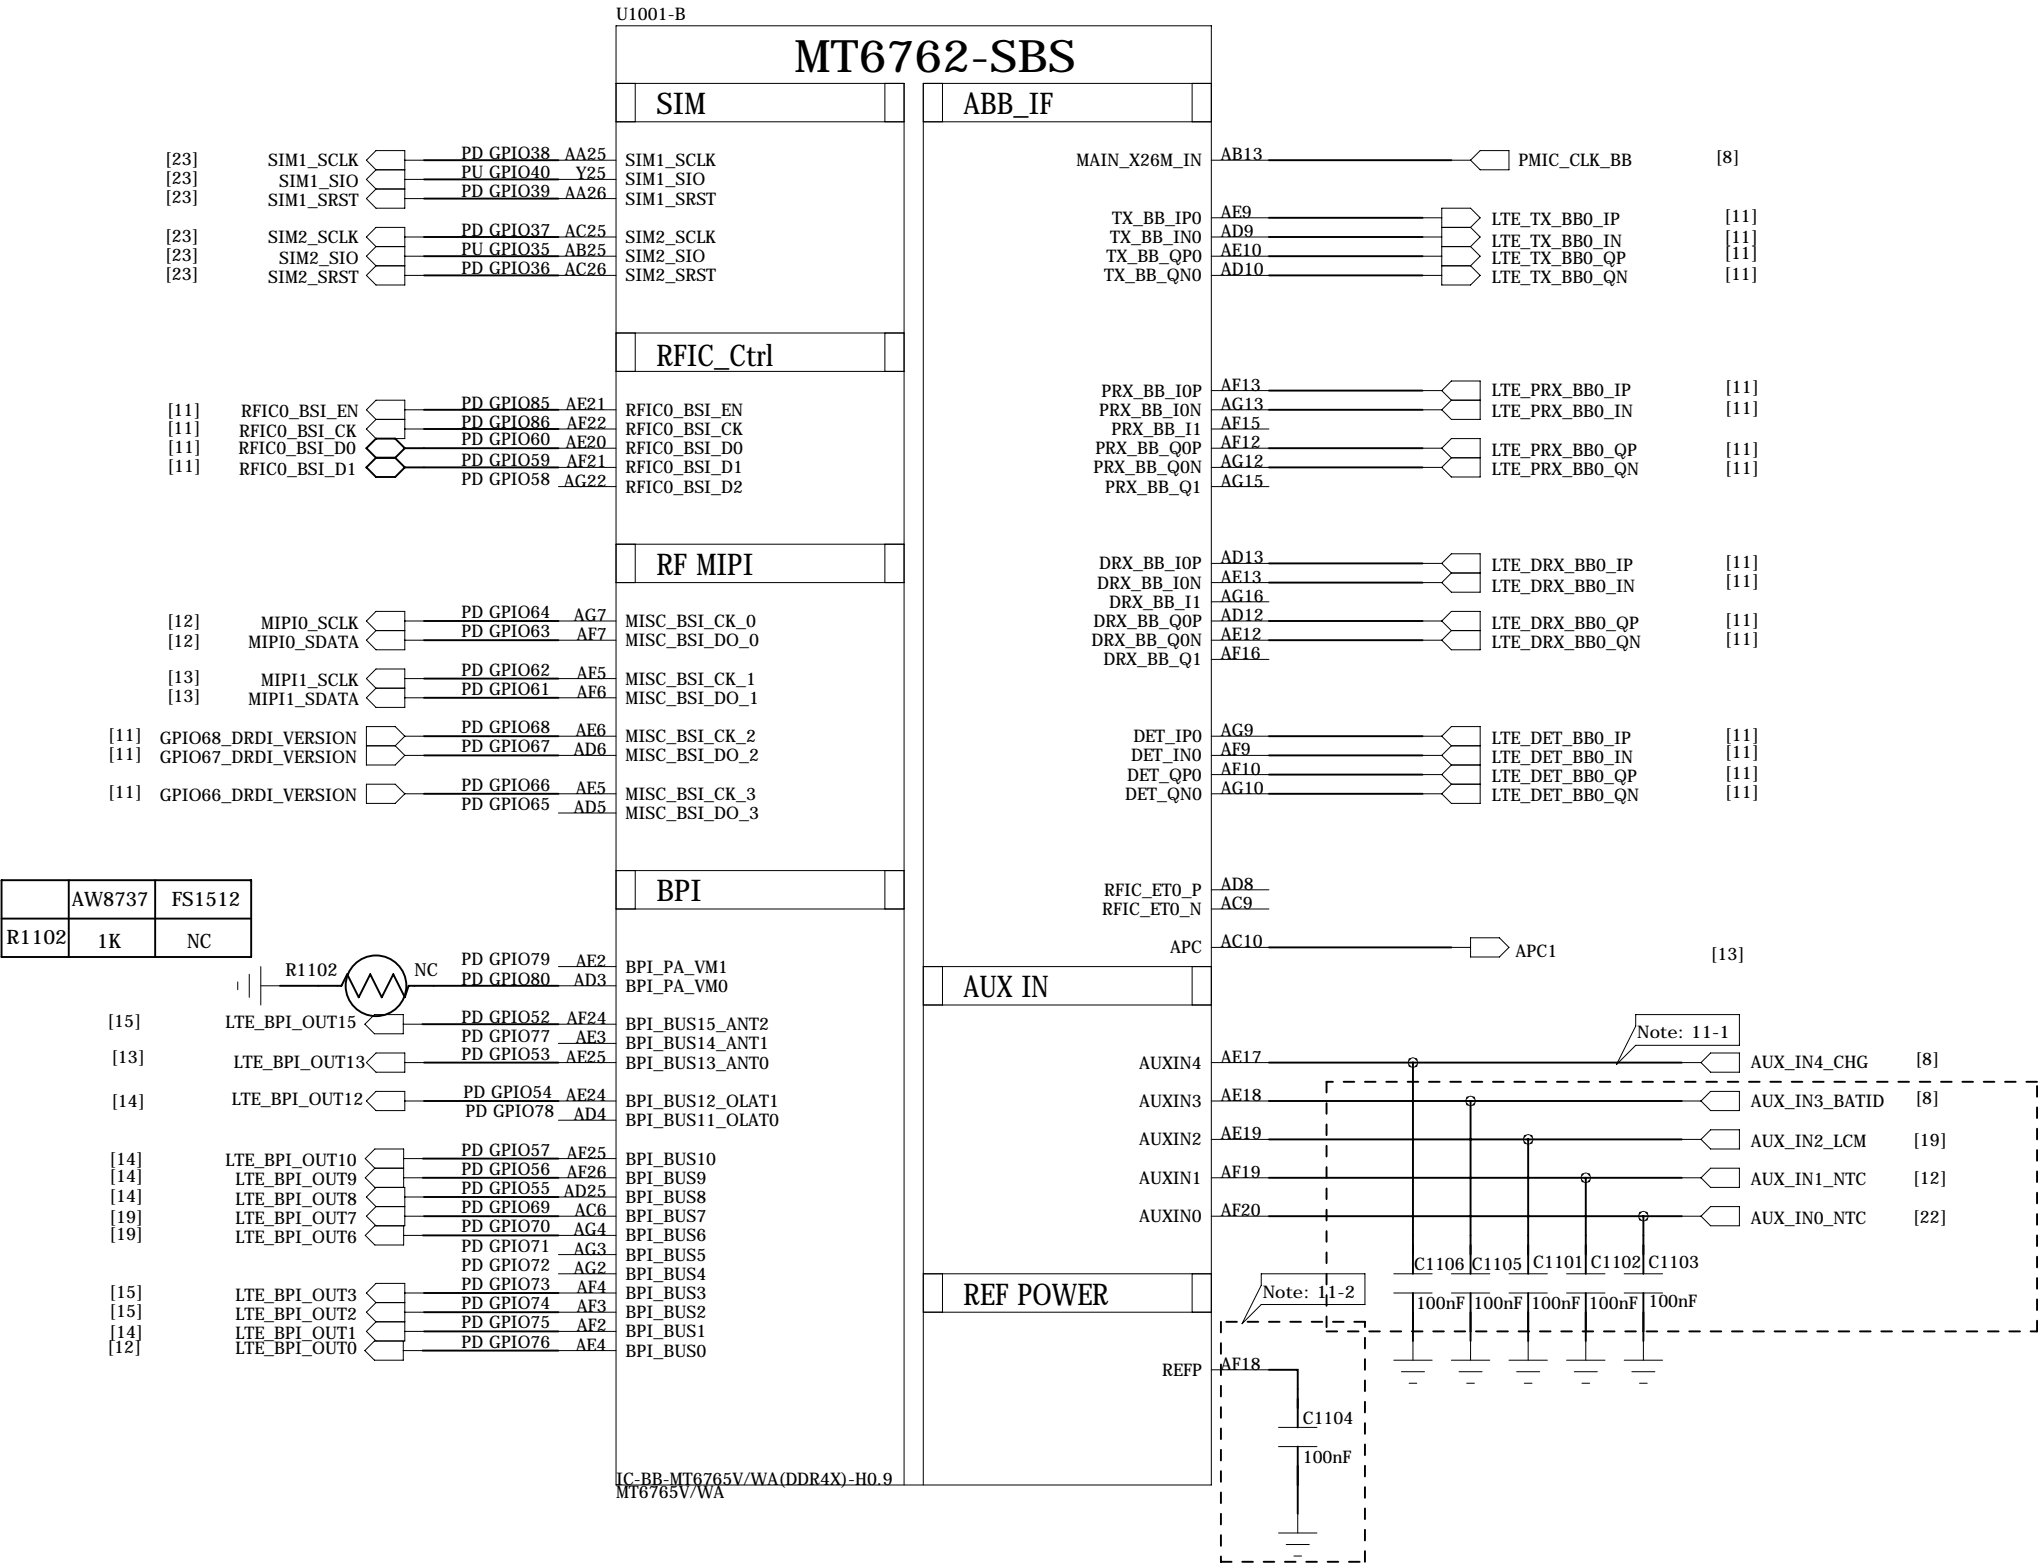 U1001-B
MT6762-SBS
SIM
[23] SIM1_SCLK PD GPIO38 AA25 SIM1_SCLK
[23] SIM1_SIO PU GPIO40 Y25 SIM1_SIO
[23] SIM1_SRST PD GPIO39 AA26 SIM1_SRST
[23] SIM2_SCLK PD GPIO37 AC25 SIM2_SCLK
[23] SIM2_SIO PU GPIO35 AB25 SIM2_SIO
[23] SIM2_SRST PD GPIO36 AC26 SIM2_SRST
RFIC_Ctrl
[11] RFIC0_BSI_EN PD GPIO85 AE21 RFIC0_BSI_EN
[11] RFIC0_BSI_CK PD GPIO86 AF22 RFIC0_BSI_CK
[11] RFIC0_BSI_D0 PD GPIO60 AE20 RFIC0_BSI_D0
[11] RFIC0_BSI_D1 PD GPIO59 AF21 RFIC0_BSI_D1
PD GPIO58 AG22 RFIC0_BSI_D2
RF MIPI
[12] MIPI0_SCLK PD GPIO64 AG7 MISC_BSI_CK_0
[12] MIPI0_SDATA PD GPIO63 AF7 MISC_BSI_DO_0
[13] MIPI1_SCLK PD GPIO62 AF5 MISC_BSI_CK_1
[13] MIPI1_SDATA PD GPIO61 AF6 MISC_BSI_DO_1
[11] GPIO68_DRDI_VERSION PD GPIO68 AE6 MISC_BSI_CK_2
[11] GPIO67_DRDI_VERSION PD GPIO67 AD6 MISC_BSI_DO_2
[11] GPIO66_DRDI_VERSION PD GPIO66 AE5 MISC_BSI_CK_3
PD GPIO65 AD5 MISC_BSI_DO_3
AW8737 FS1512
R1102 1K NC
BPI
PD GPIO79 AE2 BPI_PA_VM1
R1102 NC PD GPIO80 AD3 BPI_PA_VM0
[15] LTE_BPI_OUT15 PD GPIO52 AF24 BPI_BUS15_ANT2
PD GPIO77 AE3 BPI_BUS14_ANT1
[13] LTE_BPI_OUT13 PD GPIO53 AE25 BPI_BUS13_ANT0
[14] LTE_BPI_OUT12 PD GPIO54 AE24 BPI_BUS12_OLAT1
PD GPIO78 AD4 BPI_BUS11_OLAT0
[14] LTE_BPI_OUT10 PD GPIO57 AF25 BPI_BUS10
[14] LTE_BPI_OUT9 PD GPIO56 AF26 BPI_BUS9
[14] LTE_BPI_OUT8 PD GPIO55 AD25 BPI_BUS8
[19] LTE_BPI_OUT7 PD GPIO69 AC6 BPI_BUS7
[19] LTE_BPI_OUT6 PD GPIO70 AG4 BPI_BUS6
PD GPIO71 AG3 BPI_BUS5
PD GPIO72 AG2 BPI_BUS4
[15] LTE_BPI_OUT3 PD GPIO73 AF4 BPI_BUS3
[15] LTE_BPI_OUT2 PD GPIO74 AF3 BPI_BUS2
[14] LTE_BPI_OUT1 PD GPIO75 AF2 BPI_BUS1
[12] LTE_BPI_OUT0 PD GPIO76 AE4 BPI_BUS0
IC-BB-MT6765V/WA(DDR4X)-H0.9
MT6765V/WA
ABB_IF
MAIN_X26M_IN AB13 PMIC_CLK_BB [8]
TX_BB_IP0 AE9 LTE_TX_BB0_IP [11]
TX_BB_IN0 AD9 LTE_TX_BB0_IN [11]
TX_BB_QP0 AE10 LTE_TX_BB0_QP [11]
TX_BB_QN0 AD10 LTE_TX_BB0_QN [11]
PRX_BB_I0P AF13 LTE_PRX_BB0_IP [11]
PRX_BB_I0N AG13 LTE_PRX_BB0_IN [11]
PRX_BB_I1 AF15
PRX_BB_Q0P AF12 LTE_PRX_BB0_QP [11]
PRX_BB_Q0N AG12 LTE_PRX_BB0_QN [11]
PRX_BB_Q1 AG15
DRX_BB_I0P AD13 LTE_DRX_BB0_IP [11]
DRX_BB_I0N AE13 LTE_DRX_BB0_IN [11]
DRX_BB_I1 AG16
DRX_BB_Q0P AD12 LTE_DRX_BB0_QP [11]
DRX_BB_Q0N AE12 LTE_DRX_BB0_QN [11]
DRX_BB_Q1 AF16
DET_IP0 AG9 LTE_DET_BB0_IP [11]
DET_IN0 AF9 LTE_DET_BB0_IN [11]
DET_QP0 AF10 LTE_DET_BB0_QP [11]
DET_QN0 AG10 LTE_DET_BB0_QN [11]
RFIC_ET0_P AD8
RFIC_ET0_N AC9
APC AC10 APC1 [13]
AUX IN
Note: 11-1
AUXIN4 AE17 AUX_IN4_CHG [8]
AUXIN3 AE18 AUX_IN3_BATID [8]
AUXIN2 AE19 AUX_IN2_LCM [19]
AUXIN1 AF19 AUX_IN1_NTC [12]
AUXIN0 AF20 AUX_IN0_NTC [22]
C1106 C1105 C1101 C1102 C1103
100nF 100nF 100nF 100nF 100nF
REF POWER
Note: 11-2
REFP AF18
C1104
100nF